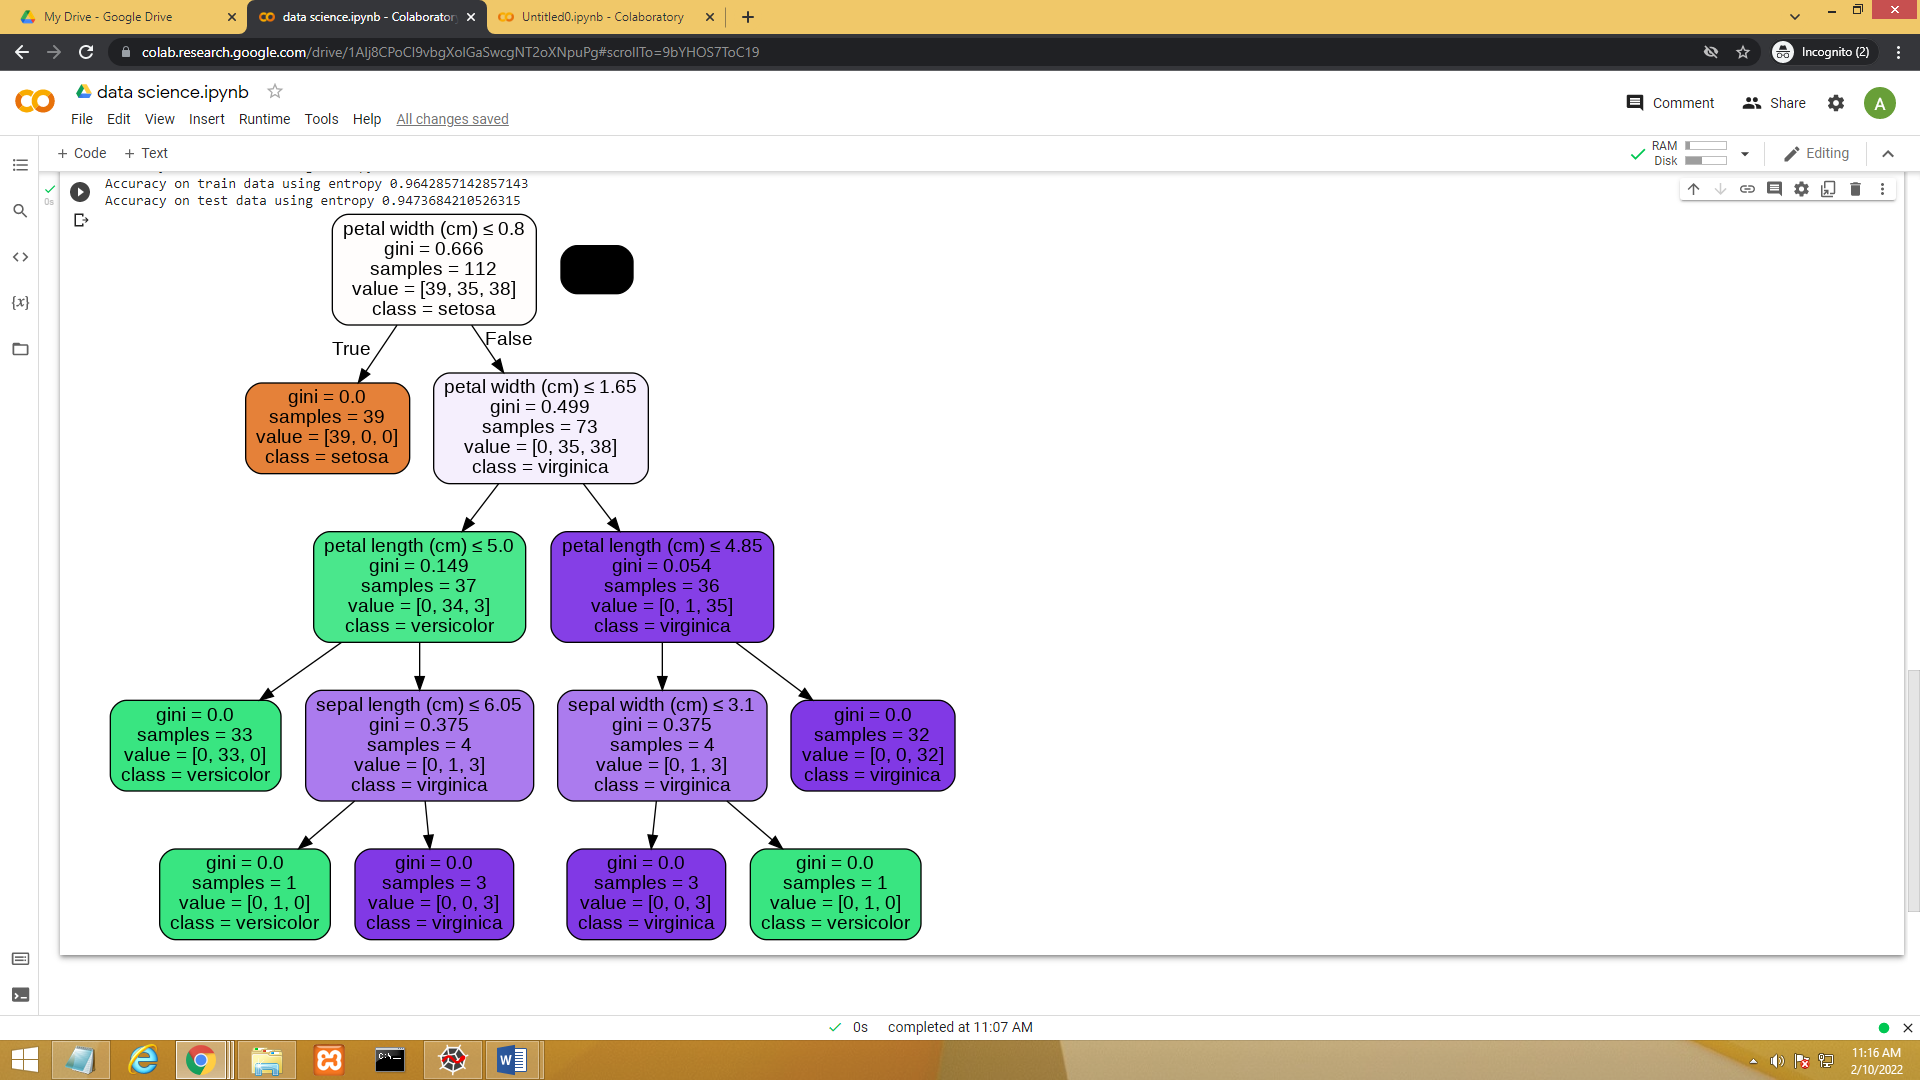 My Drive - Google Drive
data science.ipynb - Colaboratory
Untitled0.ipynb - Colaboratory
colab.research.google.com/drive/1Alj8CPoCl9vbgXolGaSwcgNT2oXNpuPg#scrollTo=9bYHOS7ToC19
Incognito (2)
data science.ipynb
Comment
Share
A
File Edit View Insert Runtime Tools Help All changes saved
+ Code + Text
RAM
Disk
Editing
0s
Accuracy on train data using entropy 0.9642857142857143
Accuracy on test data using entropy 0.9473684210526315
petal width (cm) ≤ 0.8
gini = 0.666
samples = 112
value = [39, 35, 38]
class = setosa
True
False
gini = 0.0
samples = 39
value = [39, 0, 0]
class = setosa
petal width (cm) ≤ 1.65
gini = 0.499
samples = 73
value = [0, 35, 38]
class = virginica
petal length (cm) ≤ 5.0
gini = 0.149
samples = 37
value = [0, 34, 3]
class = versicolor
petal length (cm) ≤ 4.85
gini = 0.054
samples = 36
value = [0, 1, 35]
class = virginica
gini = 0.0
samples = 33
value = [0, 33, 0]
class = versicolor
sepal length (cm) ≤ 6.05
gini = 0.375
samples = 4
value = [0, 1, 3]
class = virginica
sepal width (cm) ≤ 3.1
gini = 0.375
samples = 4
value = [0, 1, 3]
class = virginica
gini = 0.0
samples = 32
value = [0, 0, 32]
class = virginica
gini = 0.0
samples = 1
value = [0, 1, 0]
class = versicolor
gini = 0.0
samples = 3
value = [0, 0, 3]
class = virginica
gini = 0.0
samples = 3
value = [0, 0, 3]
class = virginica
gini = 0.0
samples = 1
value = [0, 1, 0]
class = versicolor
0s completed at 11:07 AM
11:16 AM
2/10/2022